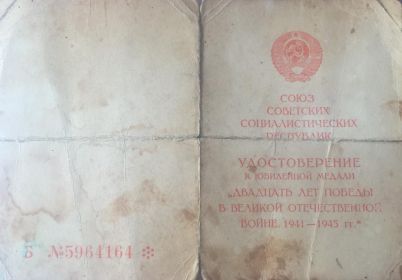 Б №5964164
СОЮЗ
СОВЕТСКИХ
СОЦИАЛИСТИЧЕСКИХ
РЕСПУБЛИК
УДОСТОВЕРЕНИЕ
К ЮБИЛЕЙНОЙ МЕДАЛИ
„ДВАДЦАТЬ ЛЕТ ПОБЕДЫ
В ВЕЛИКОЙ ОТЕЧЕСТВЕННОЙ
ВОЙНЕ 1941—1945 гг.“